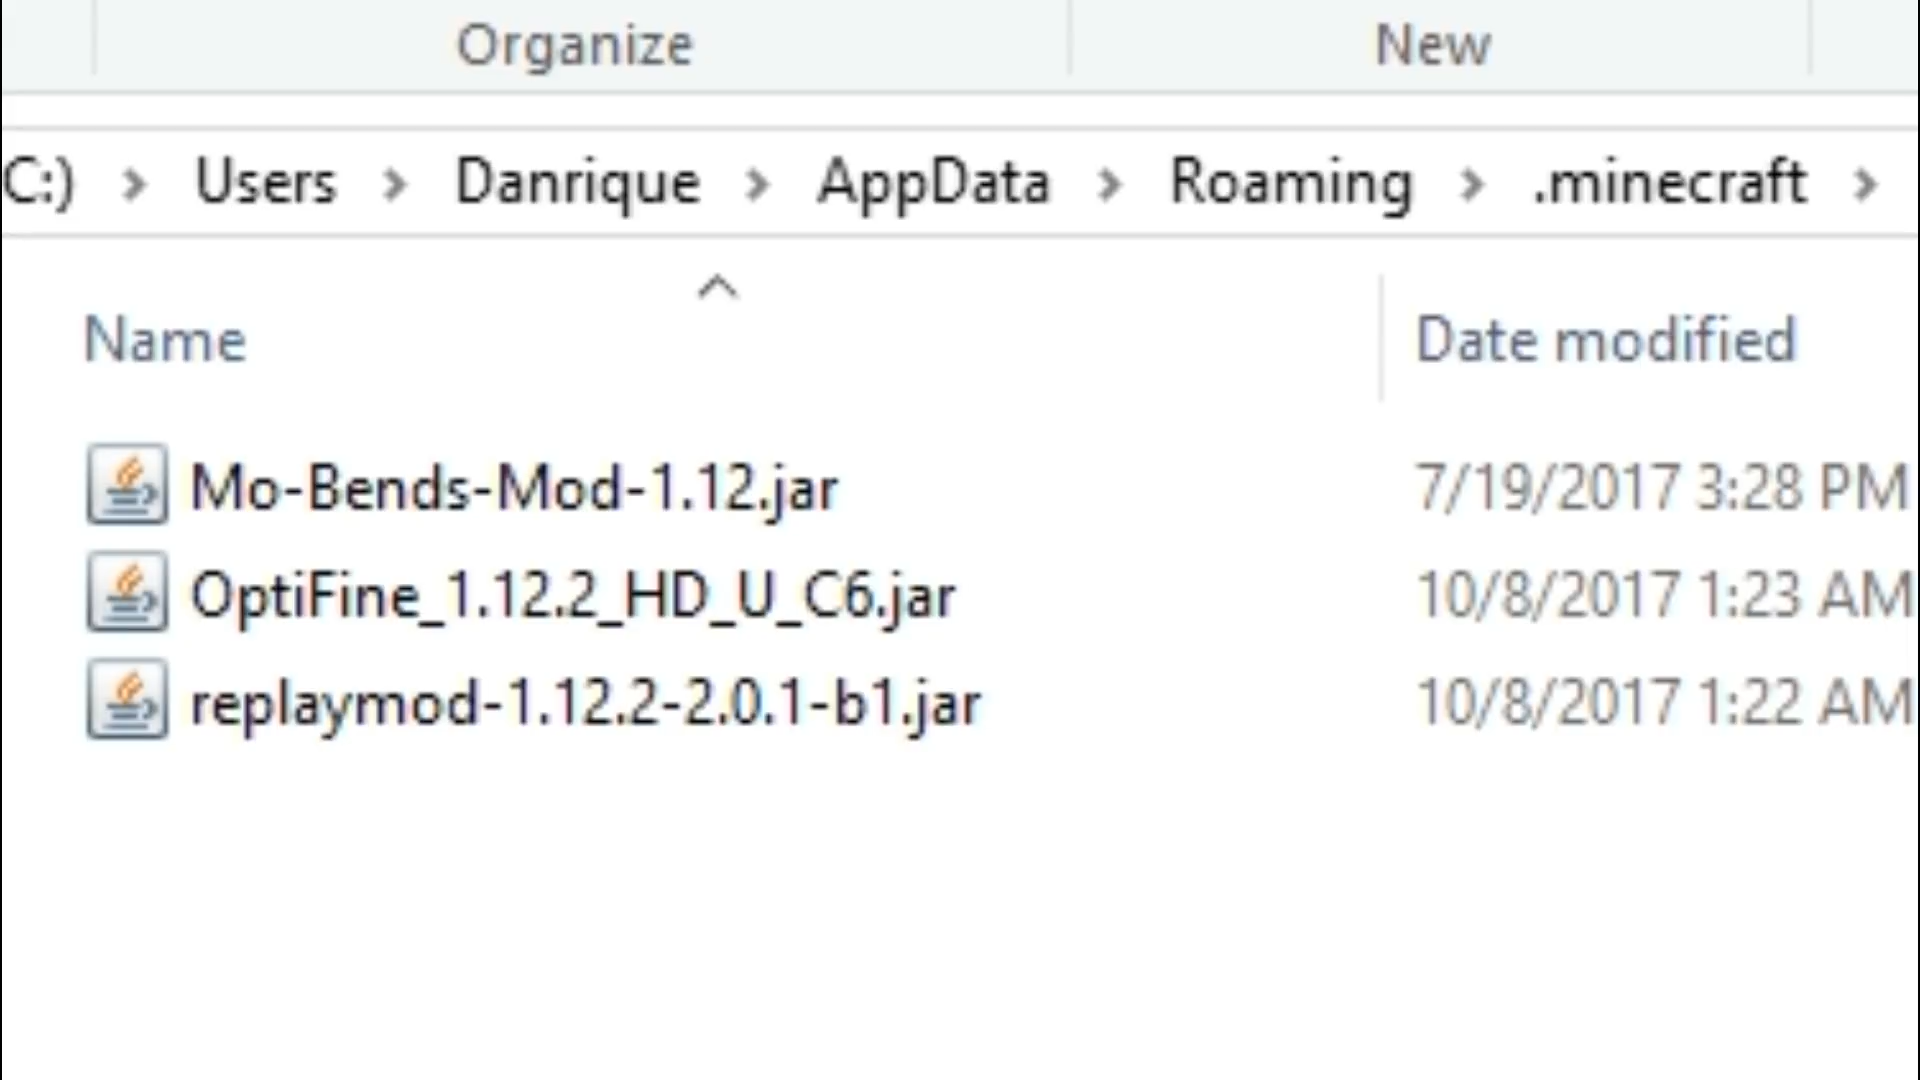 Organize New
C:) > Users > Danrique > AppData > Roaming > .minecraft >
Name Date modified
Mo-Bends-Mod-1.12.jar 7/19/2017 3:28 PM
OptiFine_1.12.2_HD_U_C6.jar 10/8/2017 1:23 AM
replaymod-1.12.2-2.0.1-b1.jar 10/8/2017 1:22 AM